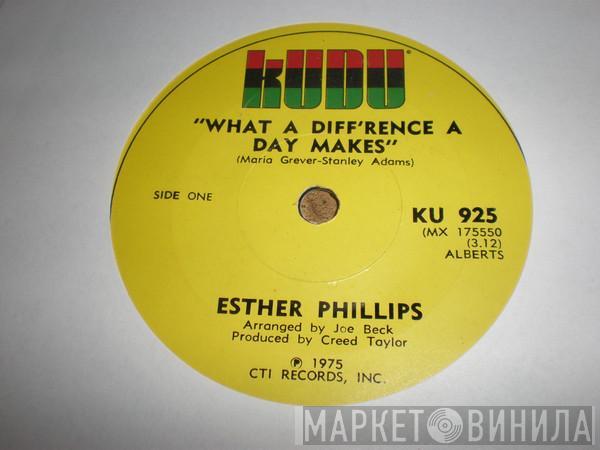 KUDU
"WHAT A DIFF'RENCE A
DAY MAKES"
(Maria Grever-Stanley Adams)
SIDE ONE
KU 925
(MX 175550
(3.12)
ALBERTS
ESTHER PHILLIPS
Arranged by Joe Beck
Produced by Creed Taylor
℗ 1975
CTI RECORDS, INC.
МАРКЕТ ВИНИЛА